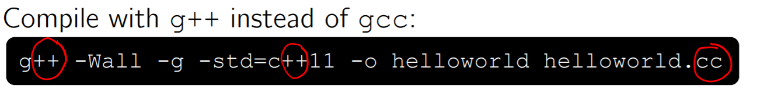 Compile with g++ instead of gcc:
g++ -Wall -g -std=c++11 -o helloworld helloworld.cc